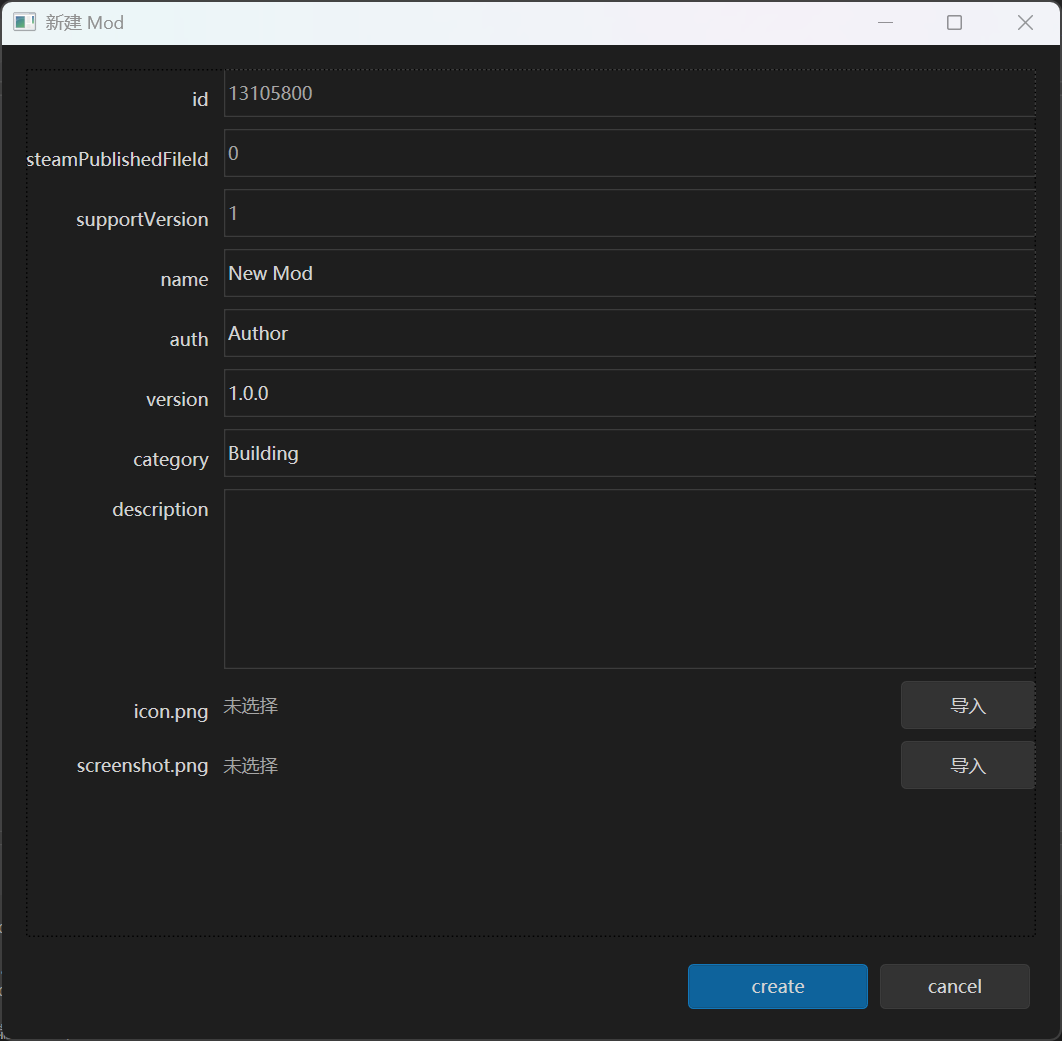 新建 Mod
id 13105800
steamPublishedFileId 0
supportVersion 1
name New Mod
auth Author
version 1.0.0
category Building
description
icon.png 未选择 导入
screenshot.png 未选择 导入
create cancel